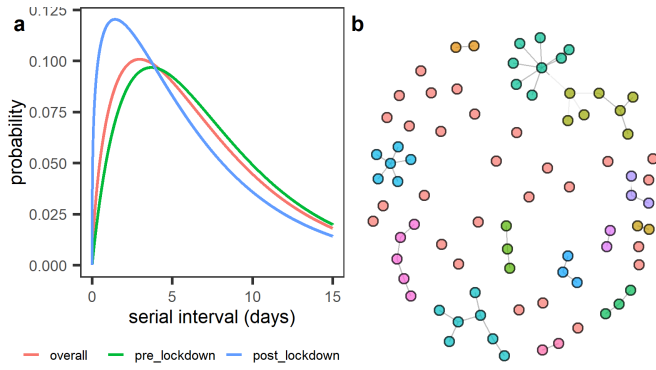 a
b
0.125
0.100
0.075
0.050
0.025
0.000
probability
0 5 10 15
serial interval (days)
overall pre_lockdown post_lockdown